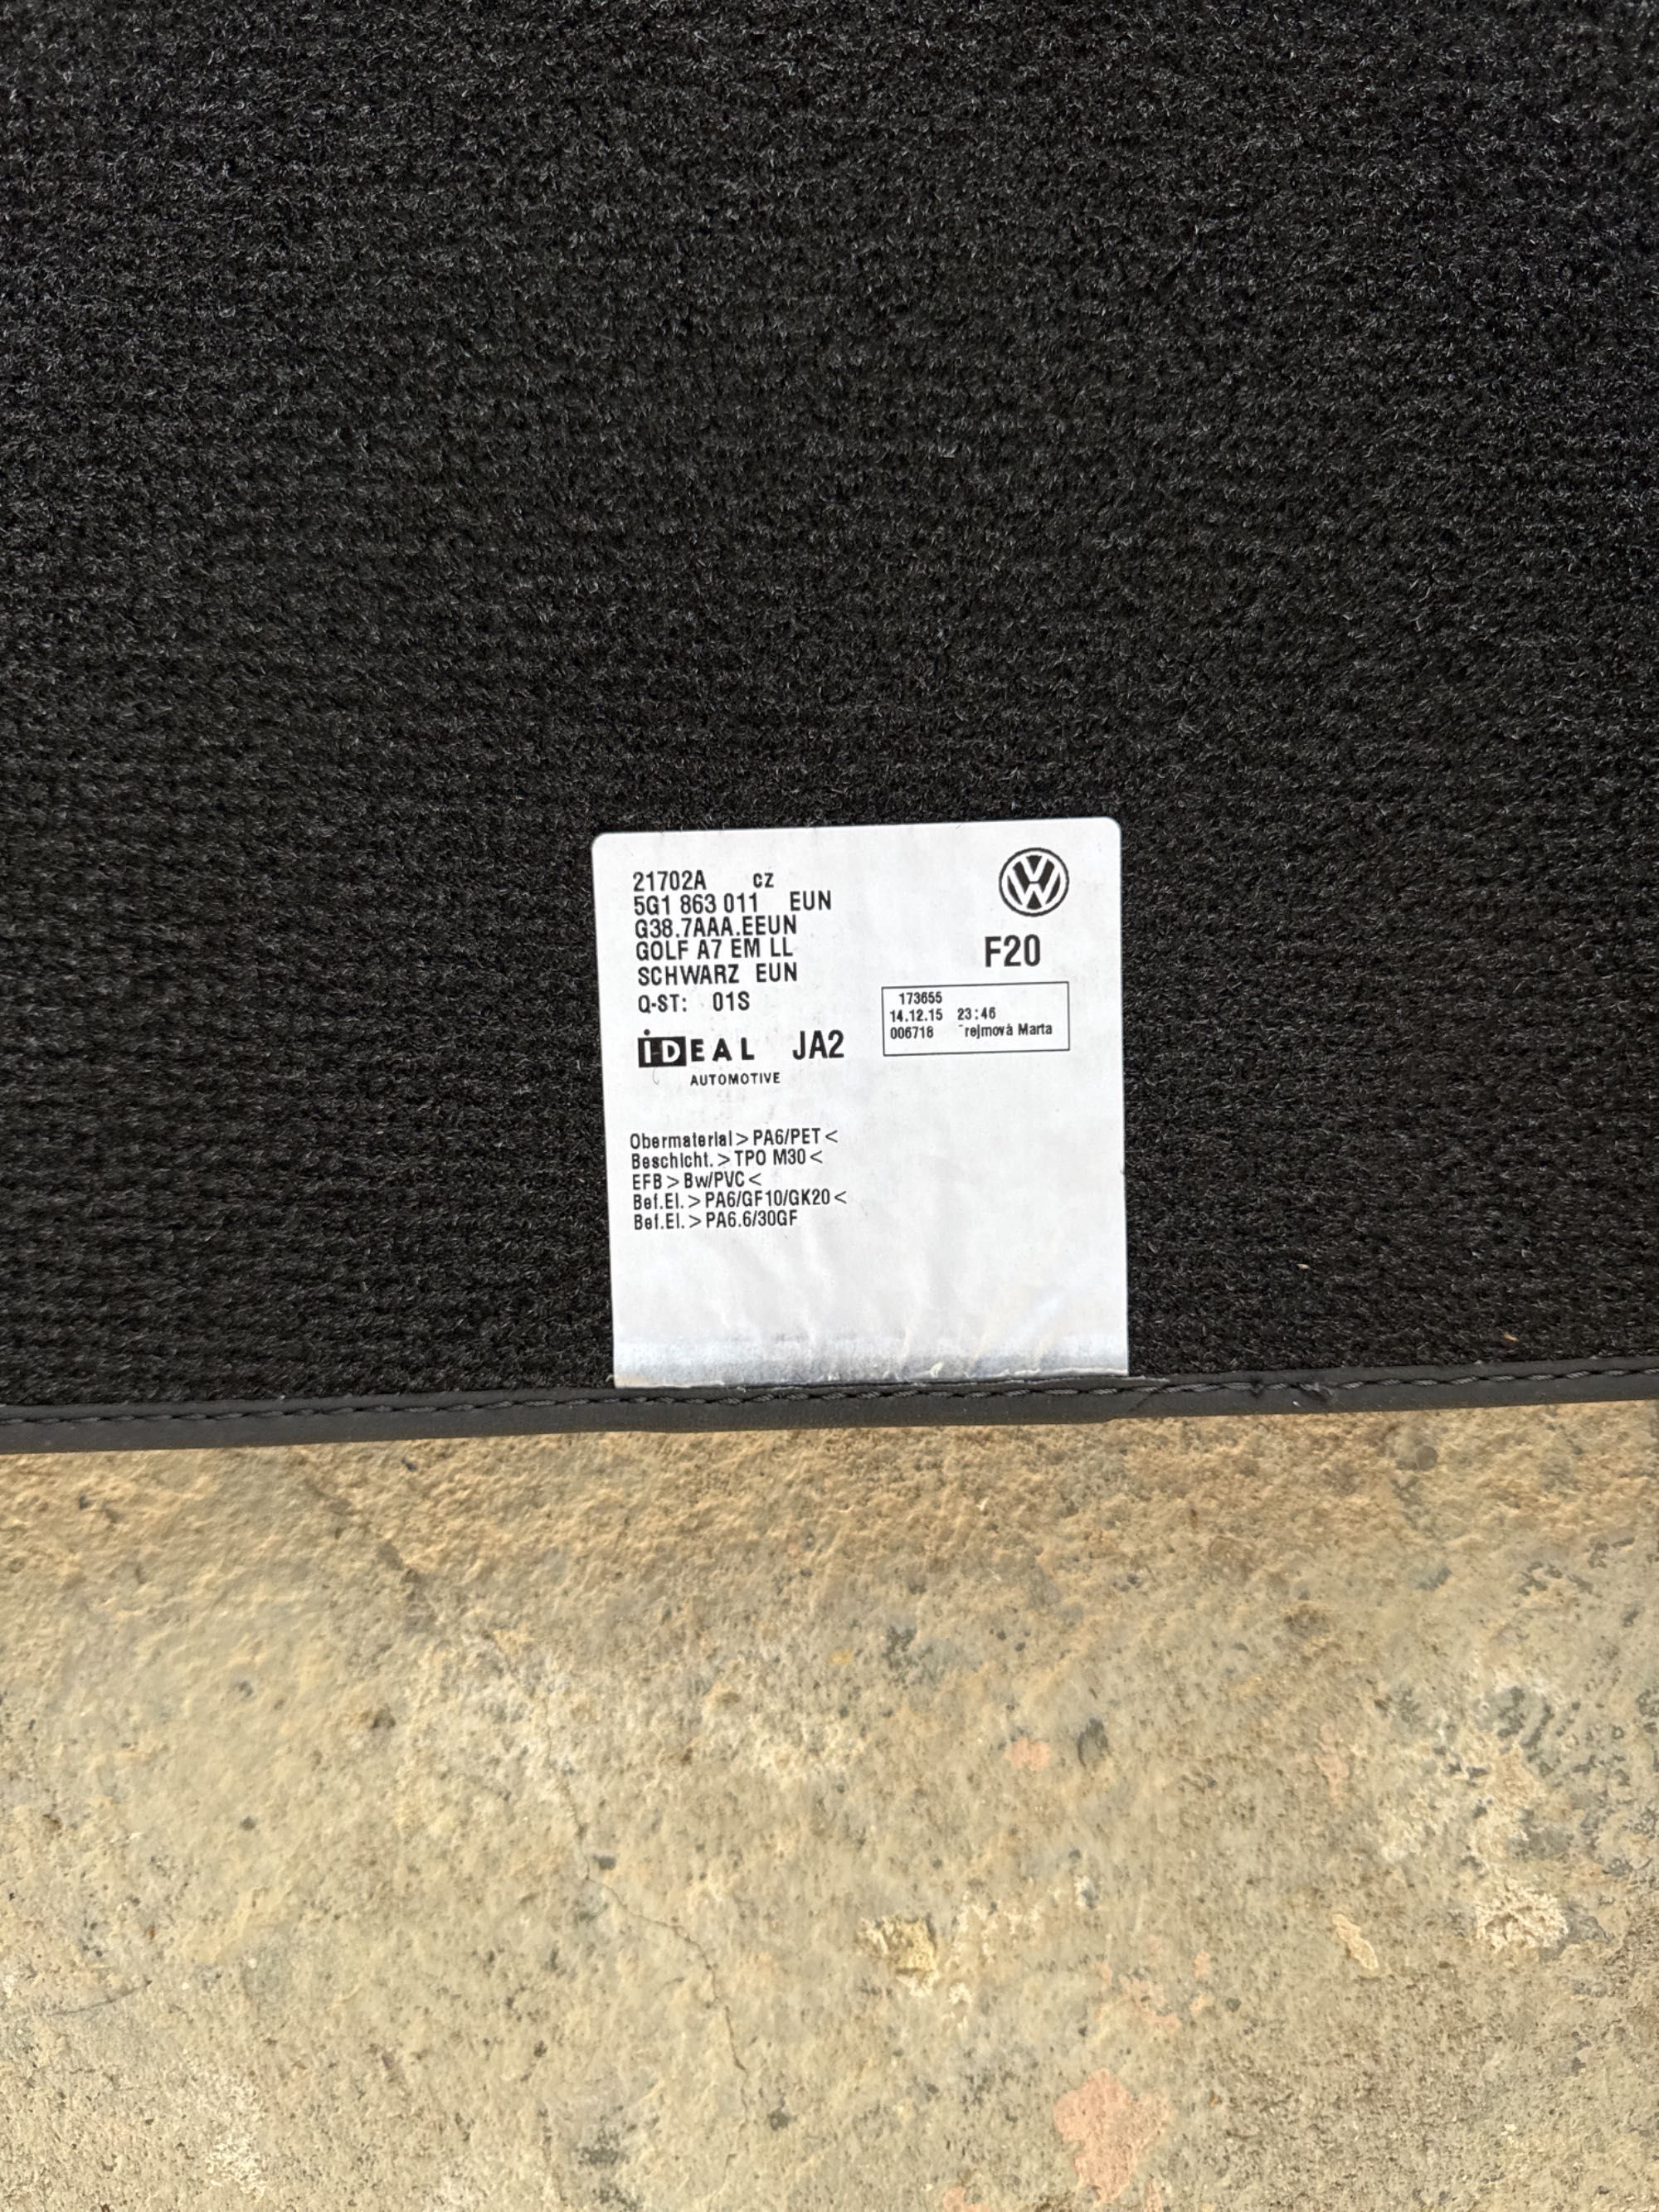 21702A cz
5G1 863 011 EUN
G38.7AAA.EEUN
GOLF A7 EM LL
SCHWARZ EUN
Q-ST: 01S
F20
173655
14.12.15 23:46
006718 ˜rejmovà Marta
iDEAL JA2
AUTOMOTIVE
Obermaterial > PA6/PET <
Beschicht. > TPO M30 <
EFB > Bw/PVC <
Bef.El. > PA6/GF10/GK20 <
Bef.El. > PA6.6/30GF